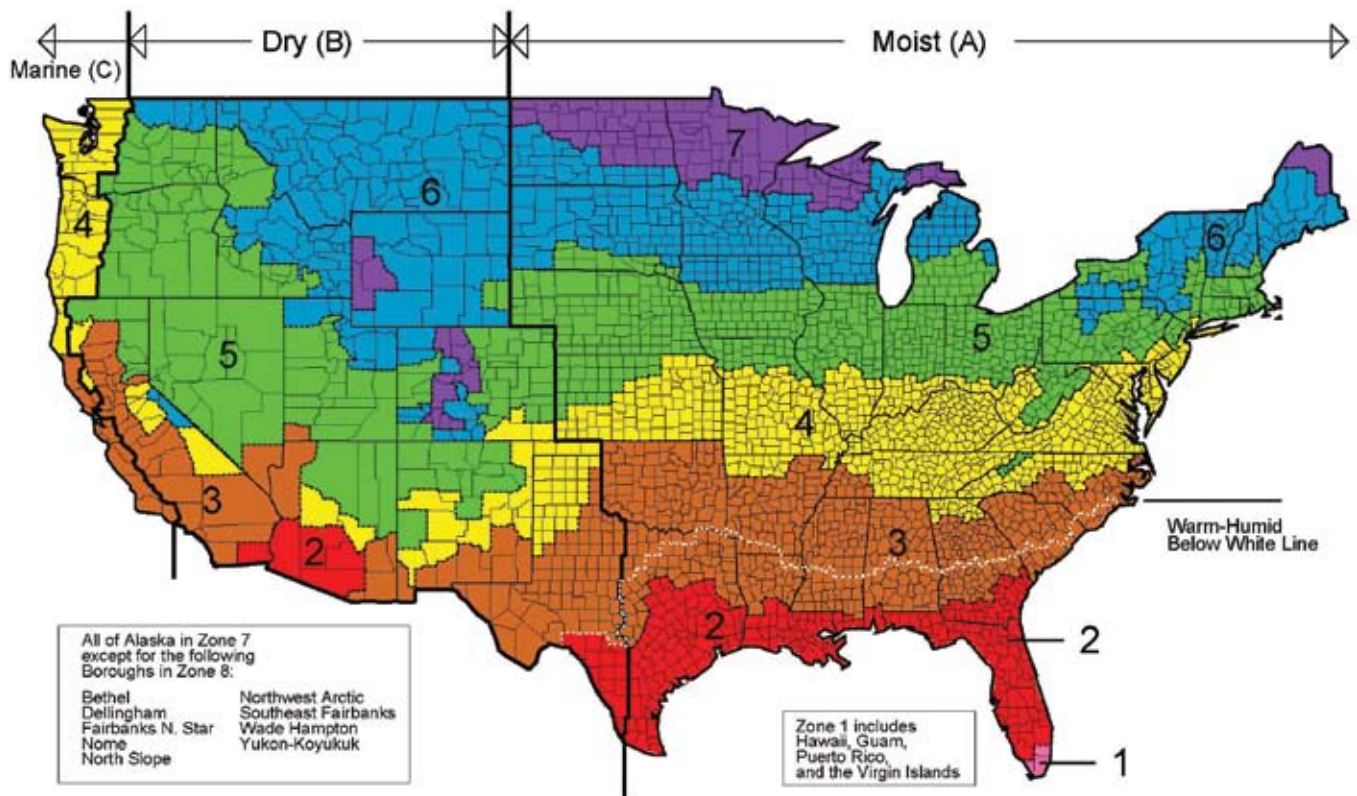 Marine (C)
Dry (B)
Moist (A)
7
6
6
4
5
5
4
3
3
2
2
2
1
Warm-Humid
Below White Line
All of Alaska in Zone 7
except for the following
Boroughs in Zone 8:
Bethel
Dellingham
Fairbanks N. Star
Nome
North Slope
Northwest Arctic
Southeast Fairbanks
Wade Hampton
Yukon-Koyukuk
Zone 1 includes
Hawaii, Guam,
Puerto Rico,
and the Virgin Islands